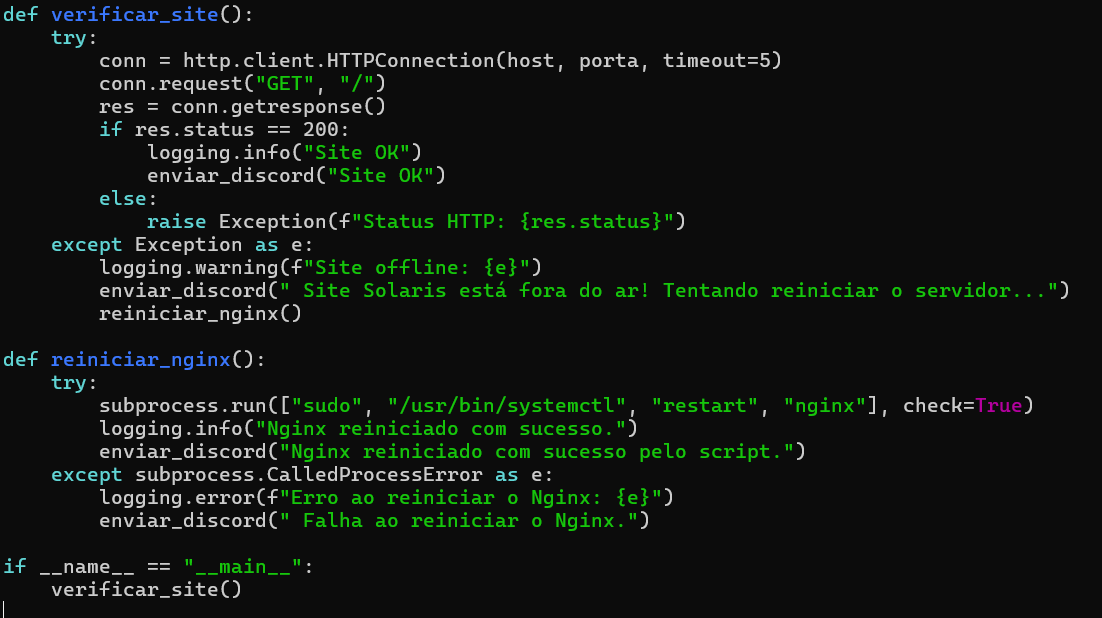 def verificar_site():
    try:
        conn = http.client.HTTPConnection(host, porta, timeout=5)
        conn.request("GET", "/")
        res = conn.getresponse()
        if res.status == 200:
            logging.info("Site OK")
            enviar_discord("Site OK")
        else:
            raise Exception(f"Status HTTP: {res.status}")
    except Exception as e:
        logging.warning(f"Site offline: {e}")
        enviar_discord(" Site Solaris está fora do ar! Tentando reiniciar o servidor...")
        reiniciar_nginx()

def reiniciar_nginx():
    try:
        subprocess.run(["sudo", "/usr/bin/systemctl", "restart", "nginx"], check=True)
        logging.info("Nginx reiniciado com sucesso.")
        enviar_discord("Nginx reiniciado com sucesso pelo script.")
    except subprocess.CalledProcessError as e:
        logging.error(f"Erro ao reiniciar o Nginx: {e}")
        enviar_discord(" Falha ao reiniciar o Nginx.")

if __name__ == "__main__":
    verificar_site()